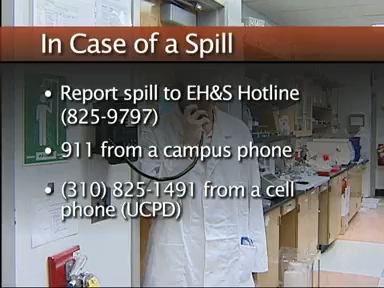 In Case of a Spill
• Report spill to EH&S Hotline
(825-9797)
• 911 from a campus phone
• (310) 825-1491 from a cell
phone (UCPD)